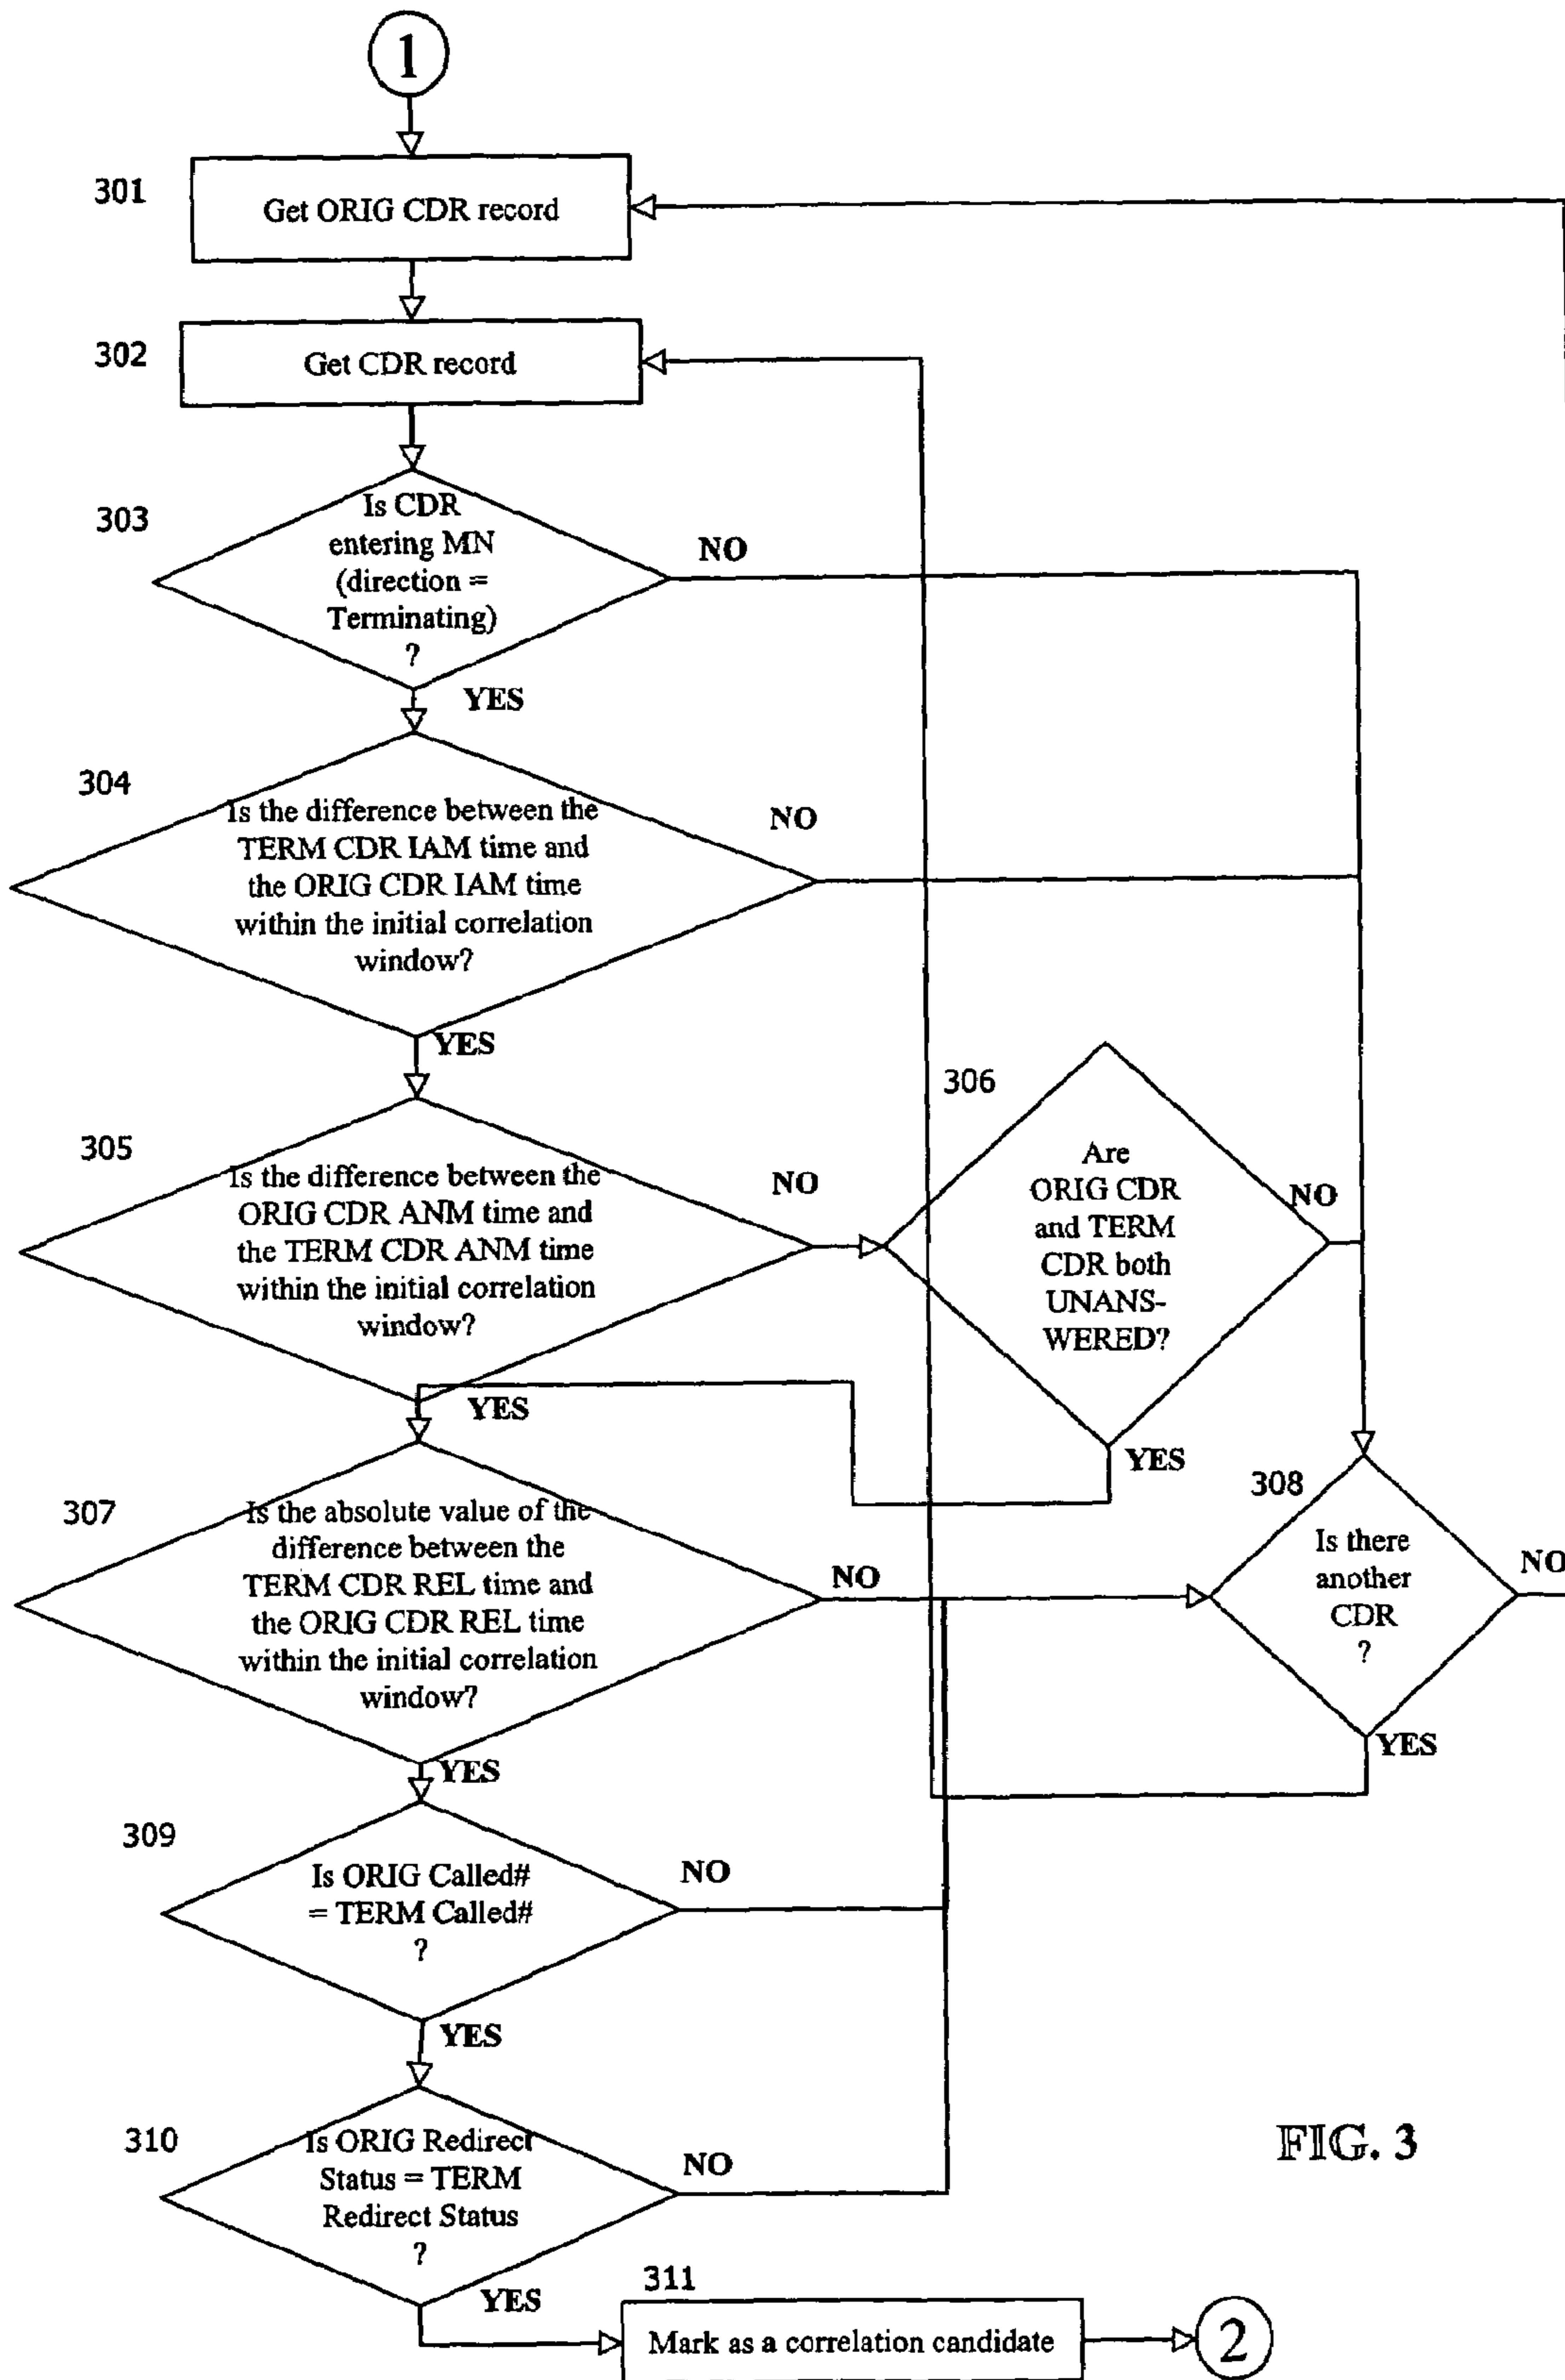 1
301
Get ORIG CDR record
302
Get CDR record
303
Is CDR
entering MN
(direction =
Terminating)
?
NO
YES
304
Is the difference between the
TERM CDR IAM time and
the ORIG CDR IAM time
within the initial correlation
window?
NO
YES
305
Is the difference between the
ORIG CDR ANM time and
the TERM CDR ANM time
within the initial correlation
window?
NO
YES
306
Are
ORIG CDR
and TERM
CDR both
UNANS-
WERED?
NO
YES
307
Is the absolute value of the
difference between the
TERM CDR REL time and
the ORIG CDR REL time
within the initial correlation
window?
NO
YES
308
Is there
another
CDR
?
NO
YES
309
Is ORIG Called#
= TERM Called#
?
NO
YES
310
Is ORIG Redirect
Status = TERM
Redirect Status
?
NO
YES
311
Mark as a correlation candidate
2
FIG. 3